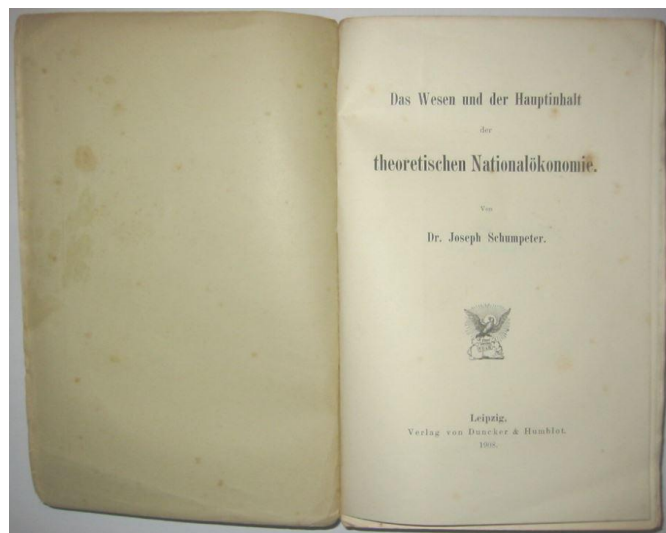 Das Wesen und der Hauptinhalt
der
theoretischen Nationalökonomie.
Von
Dr. Joseph Schumpeter.
Leipzig,
Verlag von Duncker & Humblot.
1908.